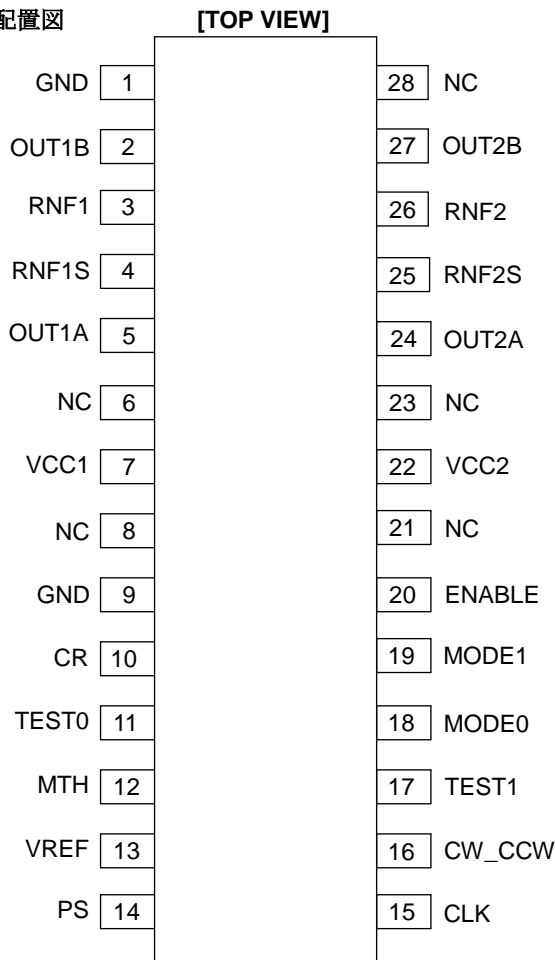 配置図 [TOP VIEW]
GND 1 28 NC
OUT1B 2 27 OUT2B
RNF1 3 26 RNF2
RNF1S 4 25 RNF2S
OUT1A 5 24 OUT2A
NC 6 23 NC
VCC1 7 22 VCC2
NC 8 21 NC
GND 9 20 ENABLE
CR 10 19 MODE1
TEST0 11 18 MODE0
MTH 12 17 TEST1
VREF 13 16 CW_CCW
PS 14 15 CLK